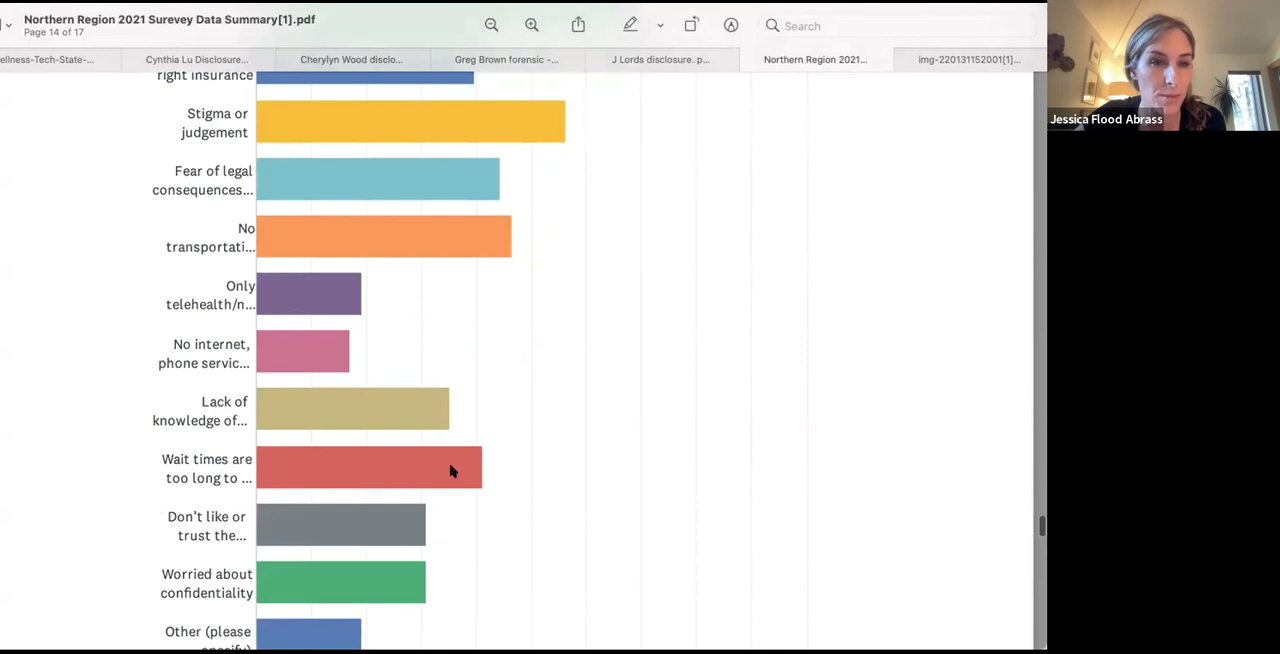 Northern Region 2021 Surevey Data Summary[1].pdf
Page 14 of 17
Search
ellness-Tech-State-...
Cynthia Lu Disclosure...
Cherylyn Wood disclo...
Greg Brown forensic -...
J Lords disclosure. p...
Northern Region 2021...
img-220131152001[1]...
Jessica Flood Abrass
right insurance
Stigma or
judgement
Fear of legal
consequences...
No
transportati...
Only
telehealth/n...
No internet,
phone servic...
Lack of
knowledge of...
Wait times are
too long to ...
Don't like or
trust the...
Worried about
confidentiality
Other (please
specify)